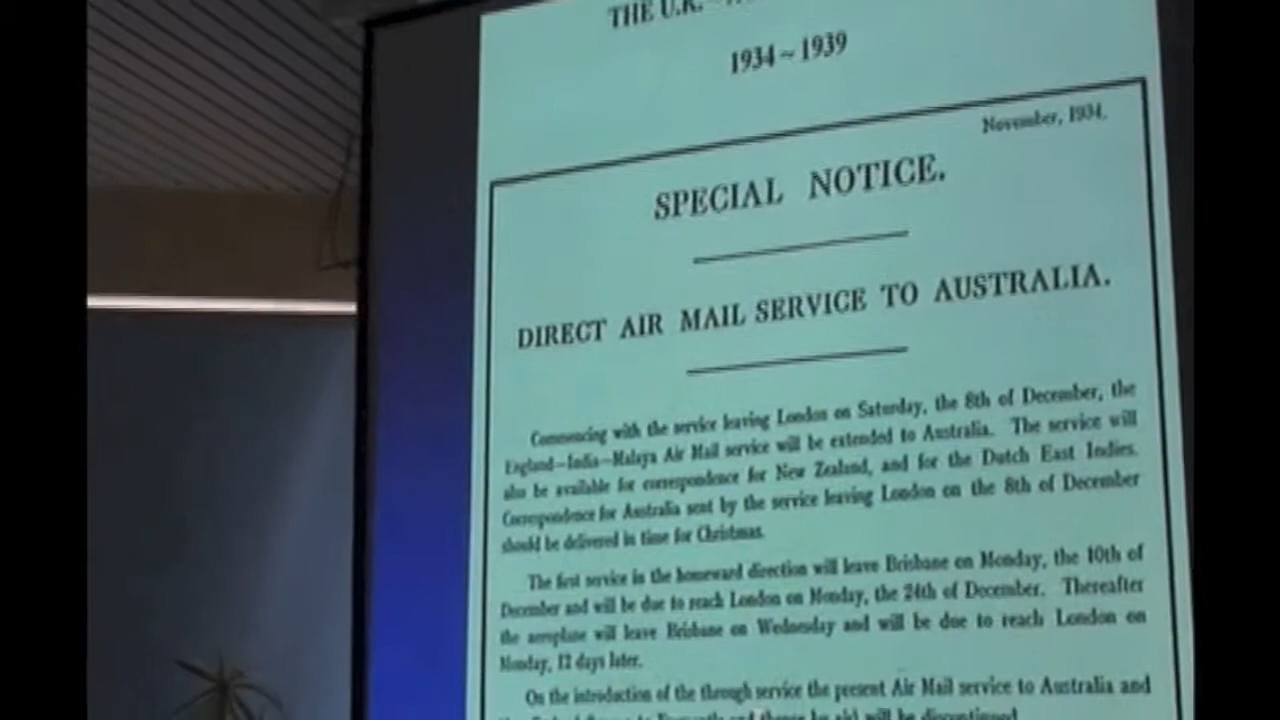 THE U.K.
1934~1939
November, 1934.
SPECIAL NOTICE.
DIRECT AIR MAIL SERVICE TO AUSTRALIA.
Commencing with the service leaving London on Saturday, the 8th of December, the
England—India—Malaya Air Mail service will be extended to Australia. The service will
also be available for correspondence for New Zealand, and for the Dutch East Indies.
Correspondence for Australia sent by the service leaving London on the 8th of December
should be delivered in time for Christmas.
The first service in the homeward direction will leave Brisbane on Monday, the 10th of
December and will be due to reach London on Monday, the 24th of December. Thereafter
the aeroplane will leave Brisbane on Wednesday and will be due to reach London on
Monday, 12 days later.
On the introduction of the through service the present Air Mail service to Australia and
will be discontinued